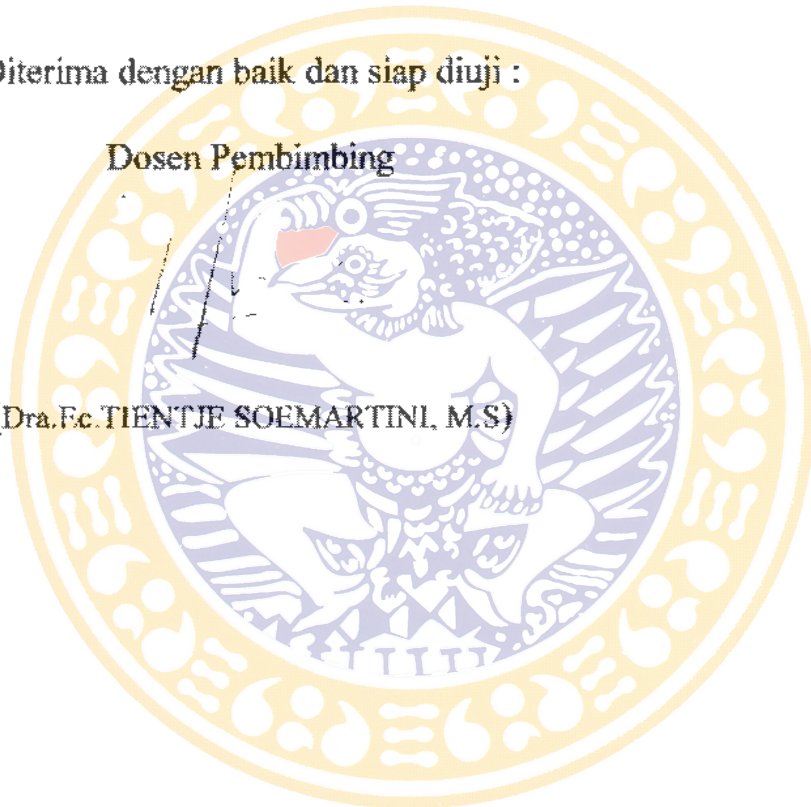 Diterima dengan baik dan siap diuji :
Dosen Pembimbing
(Dra.Ec.TIENTJE SOEMARTINI, M.S)